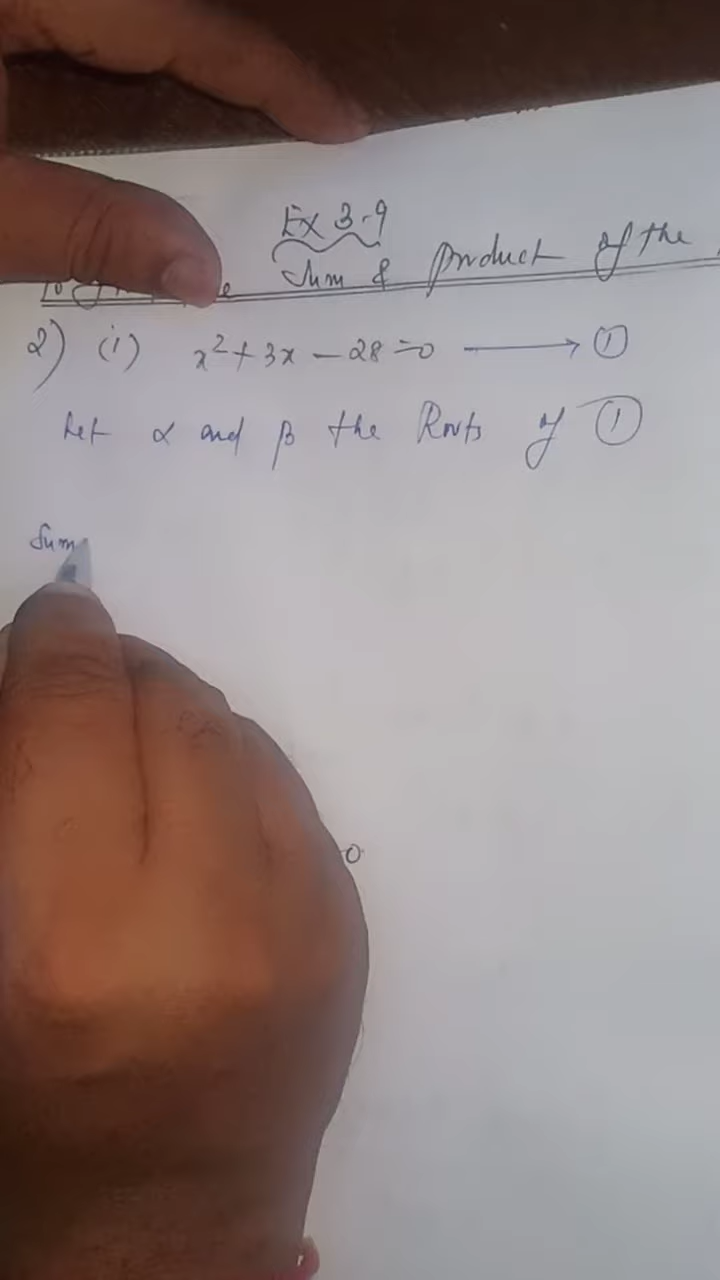 Ex 3.9
Sum & product of the
2) (i) x² + 3x - 28 = 0 ⟶ ①
Let α and β the Roots of ①
Sum
0